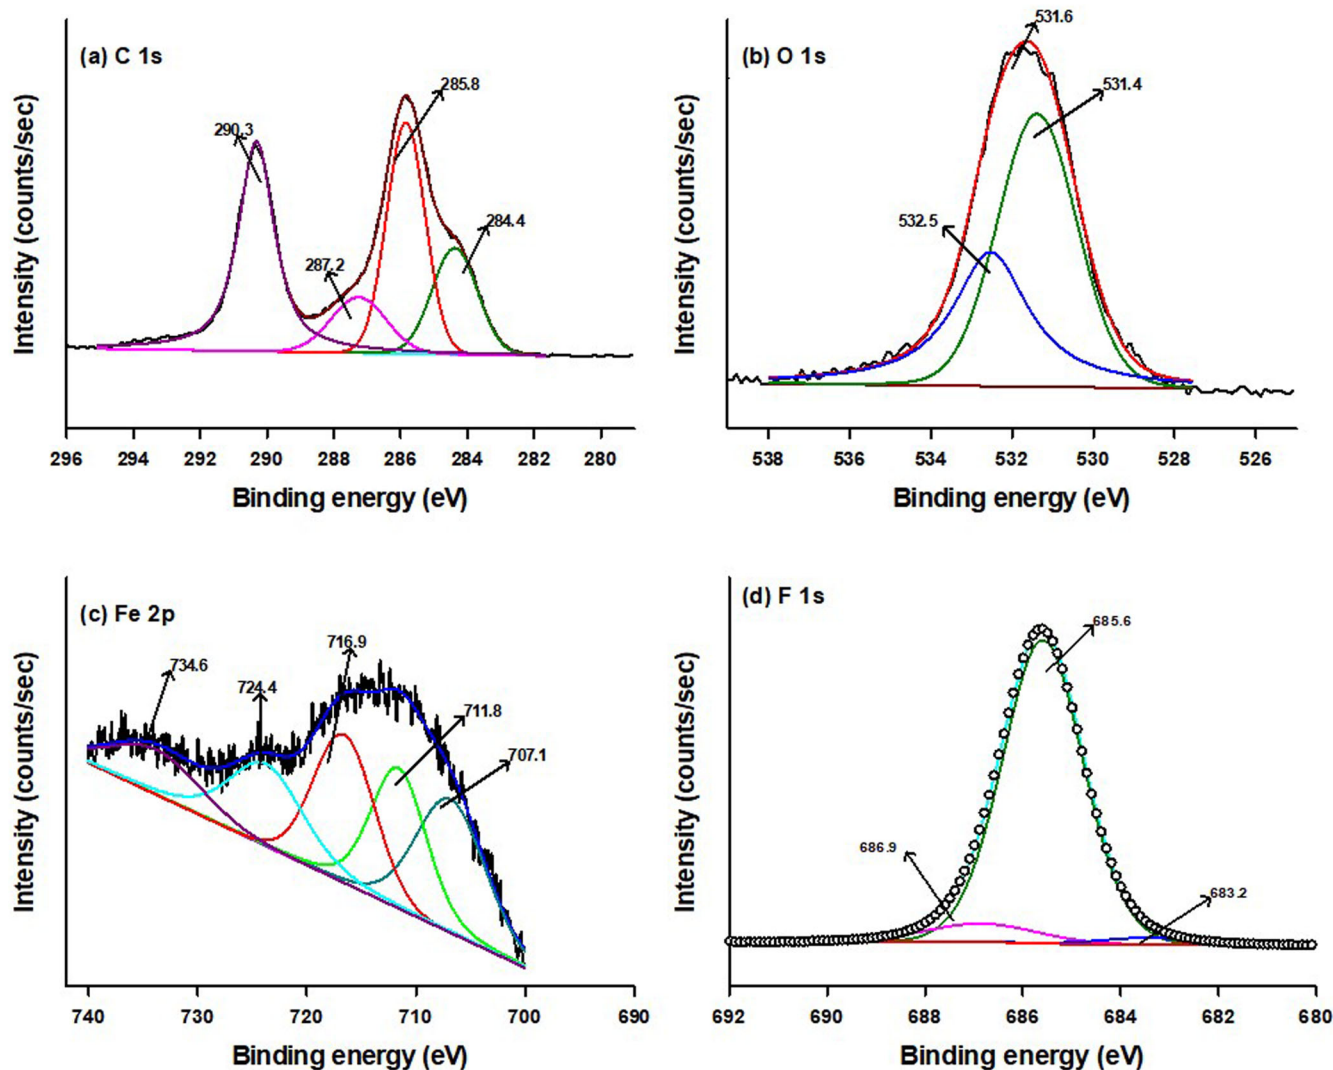 (a) C 1s
285.8
290.3
284.4
287.2
Intensity (counts/sec)
296 294 292 290 288 286 284 282 280
Binding energy (eV)
(b) O 1s
531.6
531.4
532.5
Intensity (counts/sec)
538 536 534 532 530 528 526
Binding energy (eV)
(c) Fe 2p
716.9
734.6
724.4
711.8
707.1
Intensity (counts/sec)
740 730 720 710 700 690
Binding energy (eV)
(d) F 1s
685.6
686.9
683.2
Intensity (counts/sec)
692 690 688 686 684 682 680
Binding energy (eV)